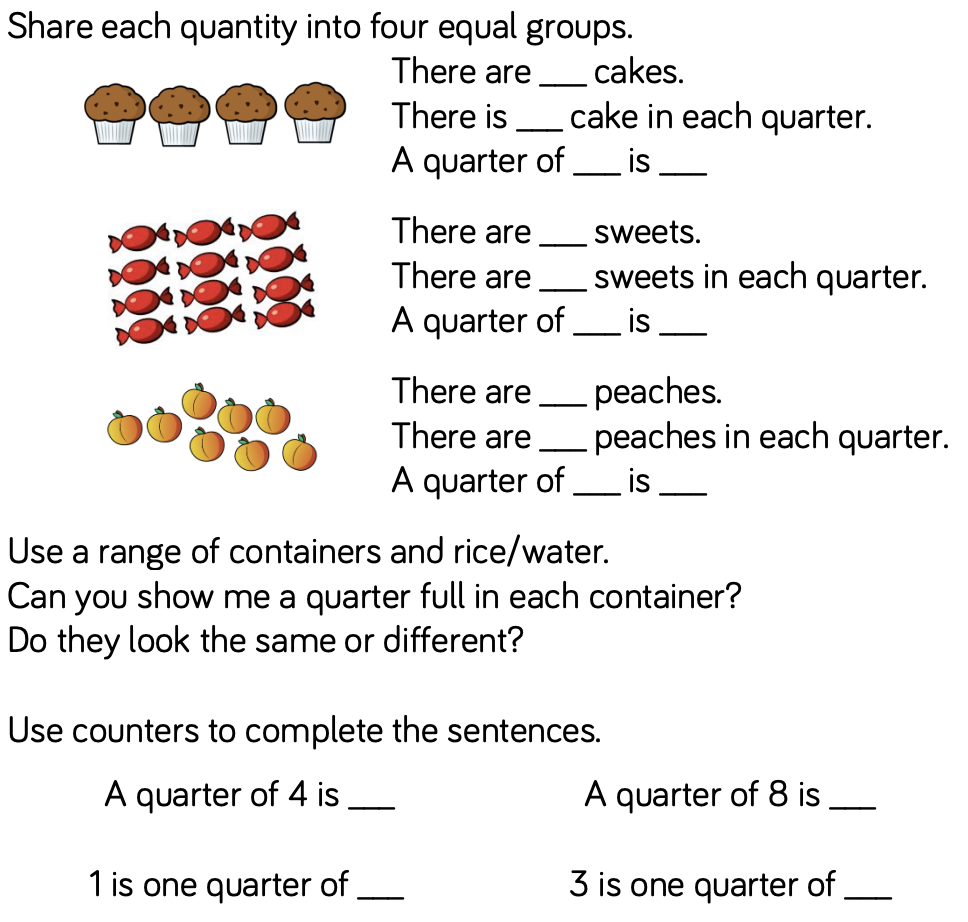 Share each quantity into four equal groups.
There are ___ cakes.
There is ___ cake in each quarter.
A quarter of ___ is ___
There are ___ sweets.
There are ___ sweets in each quarter.
A quarter of ___ is ___
There are ___ peaches.
There are ___ peaches in each quarter.
A quarter of ___ is ___
Use a range of containers and rice/water.
Can you show me a quarter full in each container?
Do they look the same or different?
Use counters to complete the sentences.
A quarter of 4 is ___
A quarter of 8 is ___
1 is one quarter of ___
3 is one quarter of ___